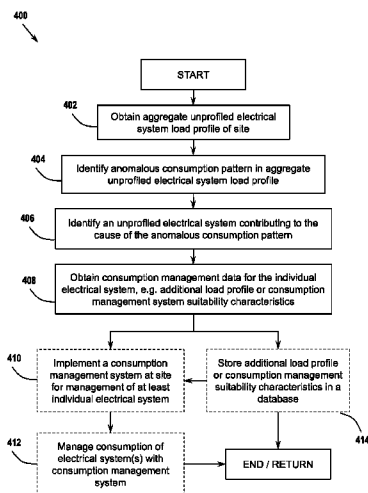 400
START
402
Obtain aggregate unprofiled electrical
system load profile of site
404
Identify anomalous consumption pattern in aggregate
unprofiled electrical system load profile
406
Identify an unprofiled electrical system contributing to the
cause of the anomalous consumption pattern
408
Obtain consumption management data for the individual
electrical system, e.g. additional load profile or consumption
management system suitability characteristics
410
Implement a consumption
management system at site
for management of at least
individual electrical system
Store additional load profile
or consumption management
suitability characteristics in a
database
414
412
Manage consumption of
electrical system(s) with
consumption management
system
END / RETURN